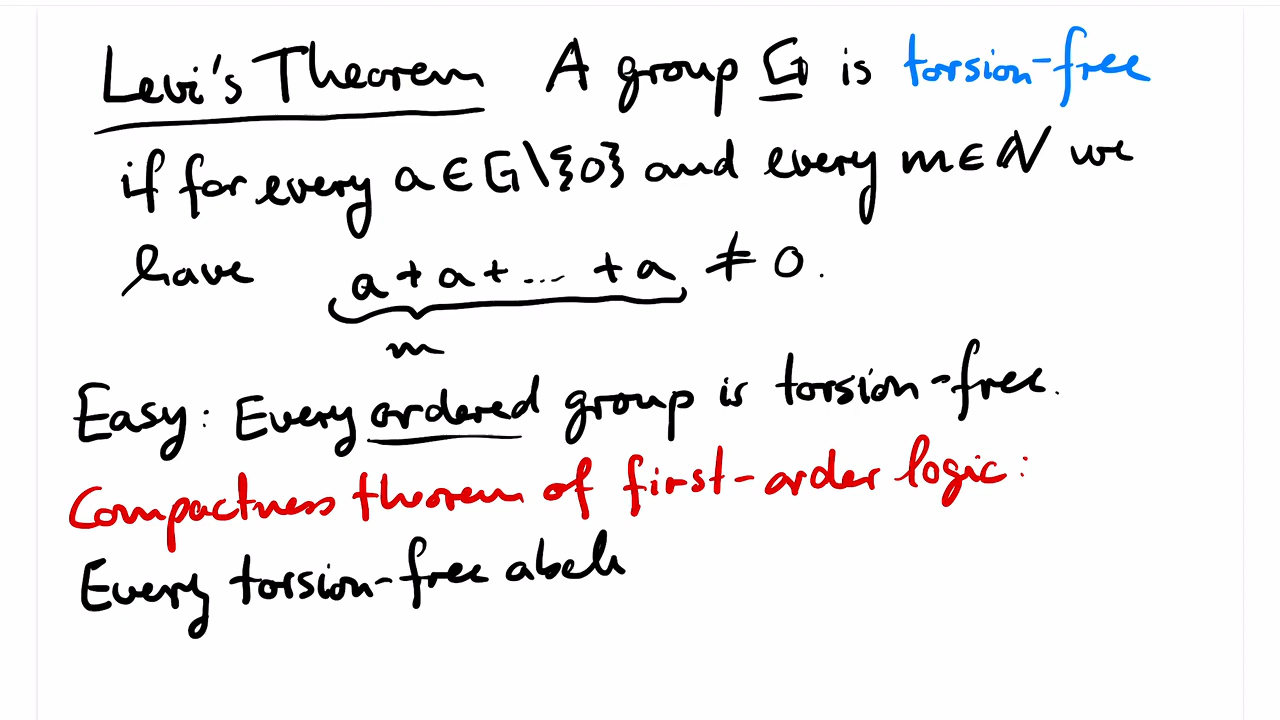 Levi's Theorem A group G is torsion-free
if for every a ∈ G\{0} and every m ∈ N we
have a + a + ... + a ≠ 0.
m
Easy: Every ordered group is torsion-free.
Compactness theorem of first-order logic:
Every torsion-free abel